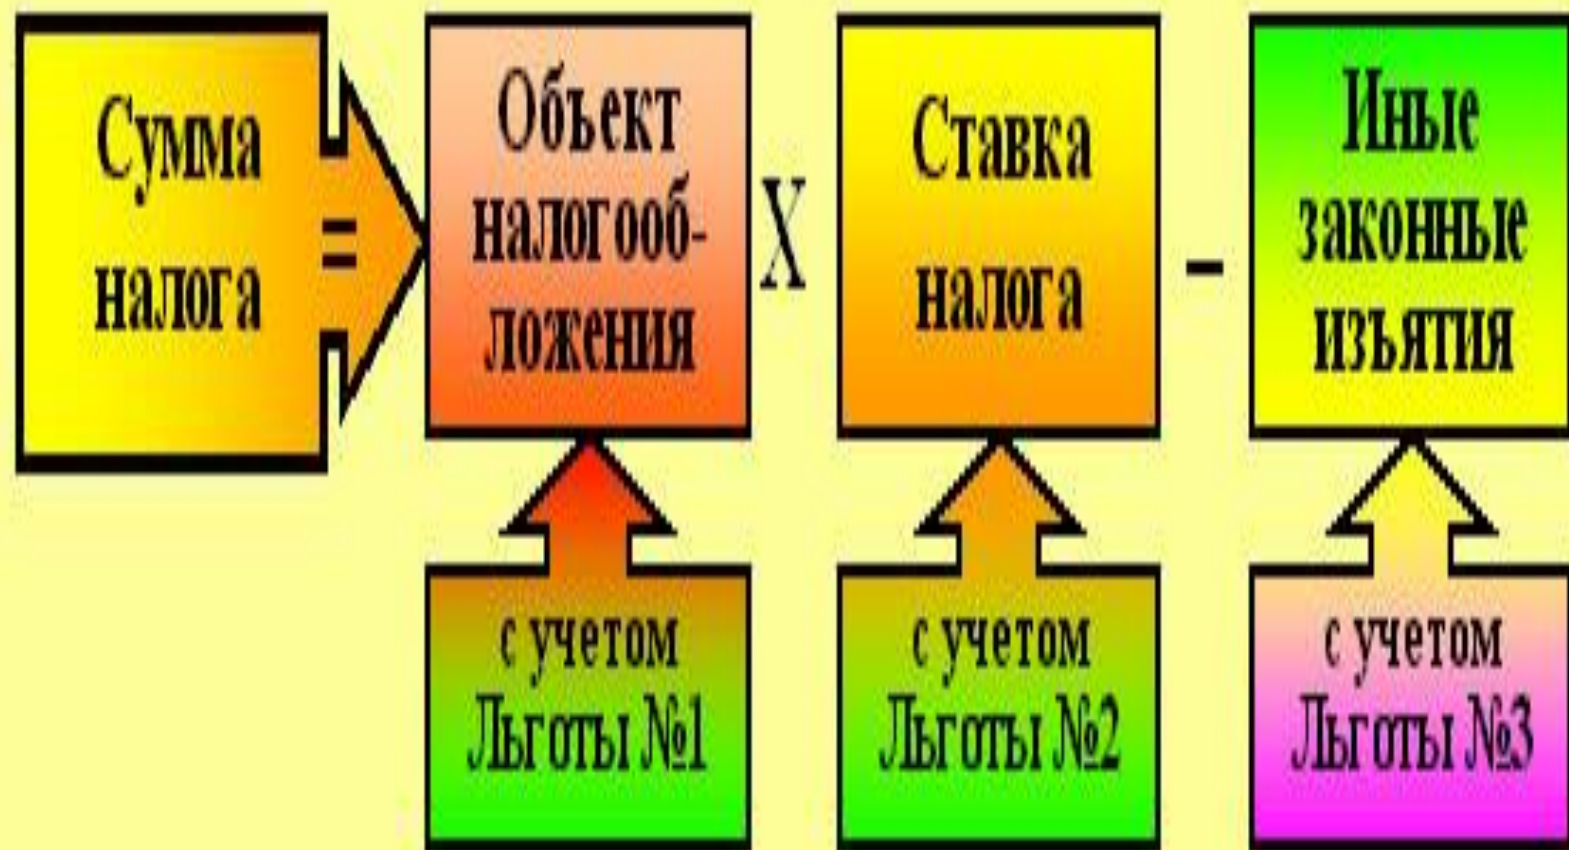 Сумма
налога
=
Объект
налогооб-
ложения
X
Ставка
налога
–
Иные
законные
изъятия
с учетом
Льготы №1
с учетом
Льготы №2
с учетом
Льготы №3